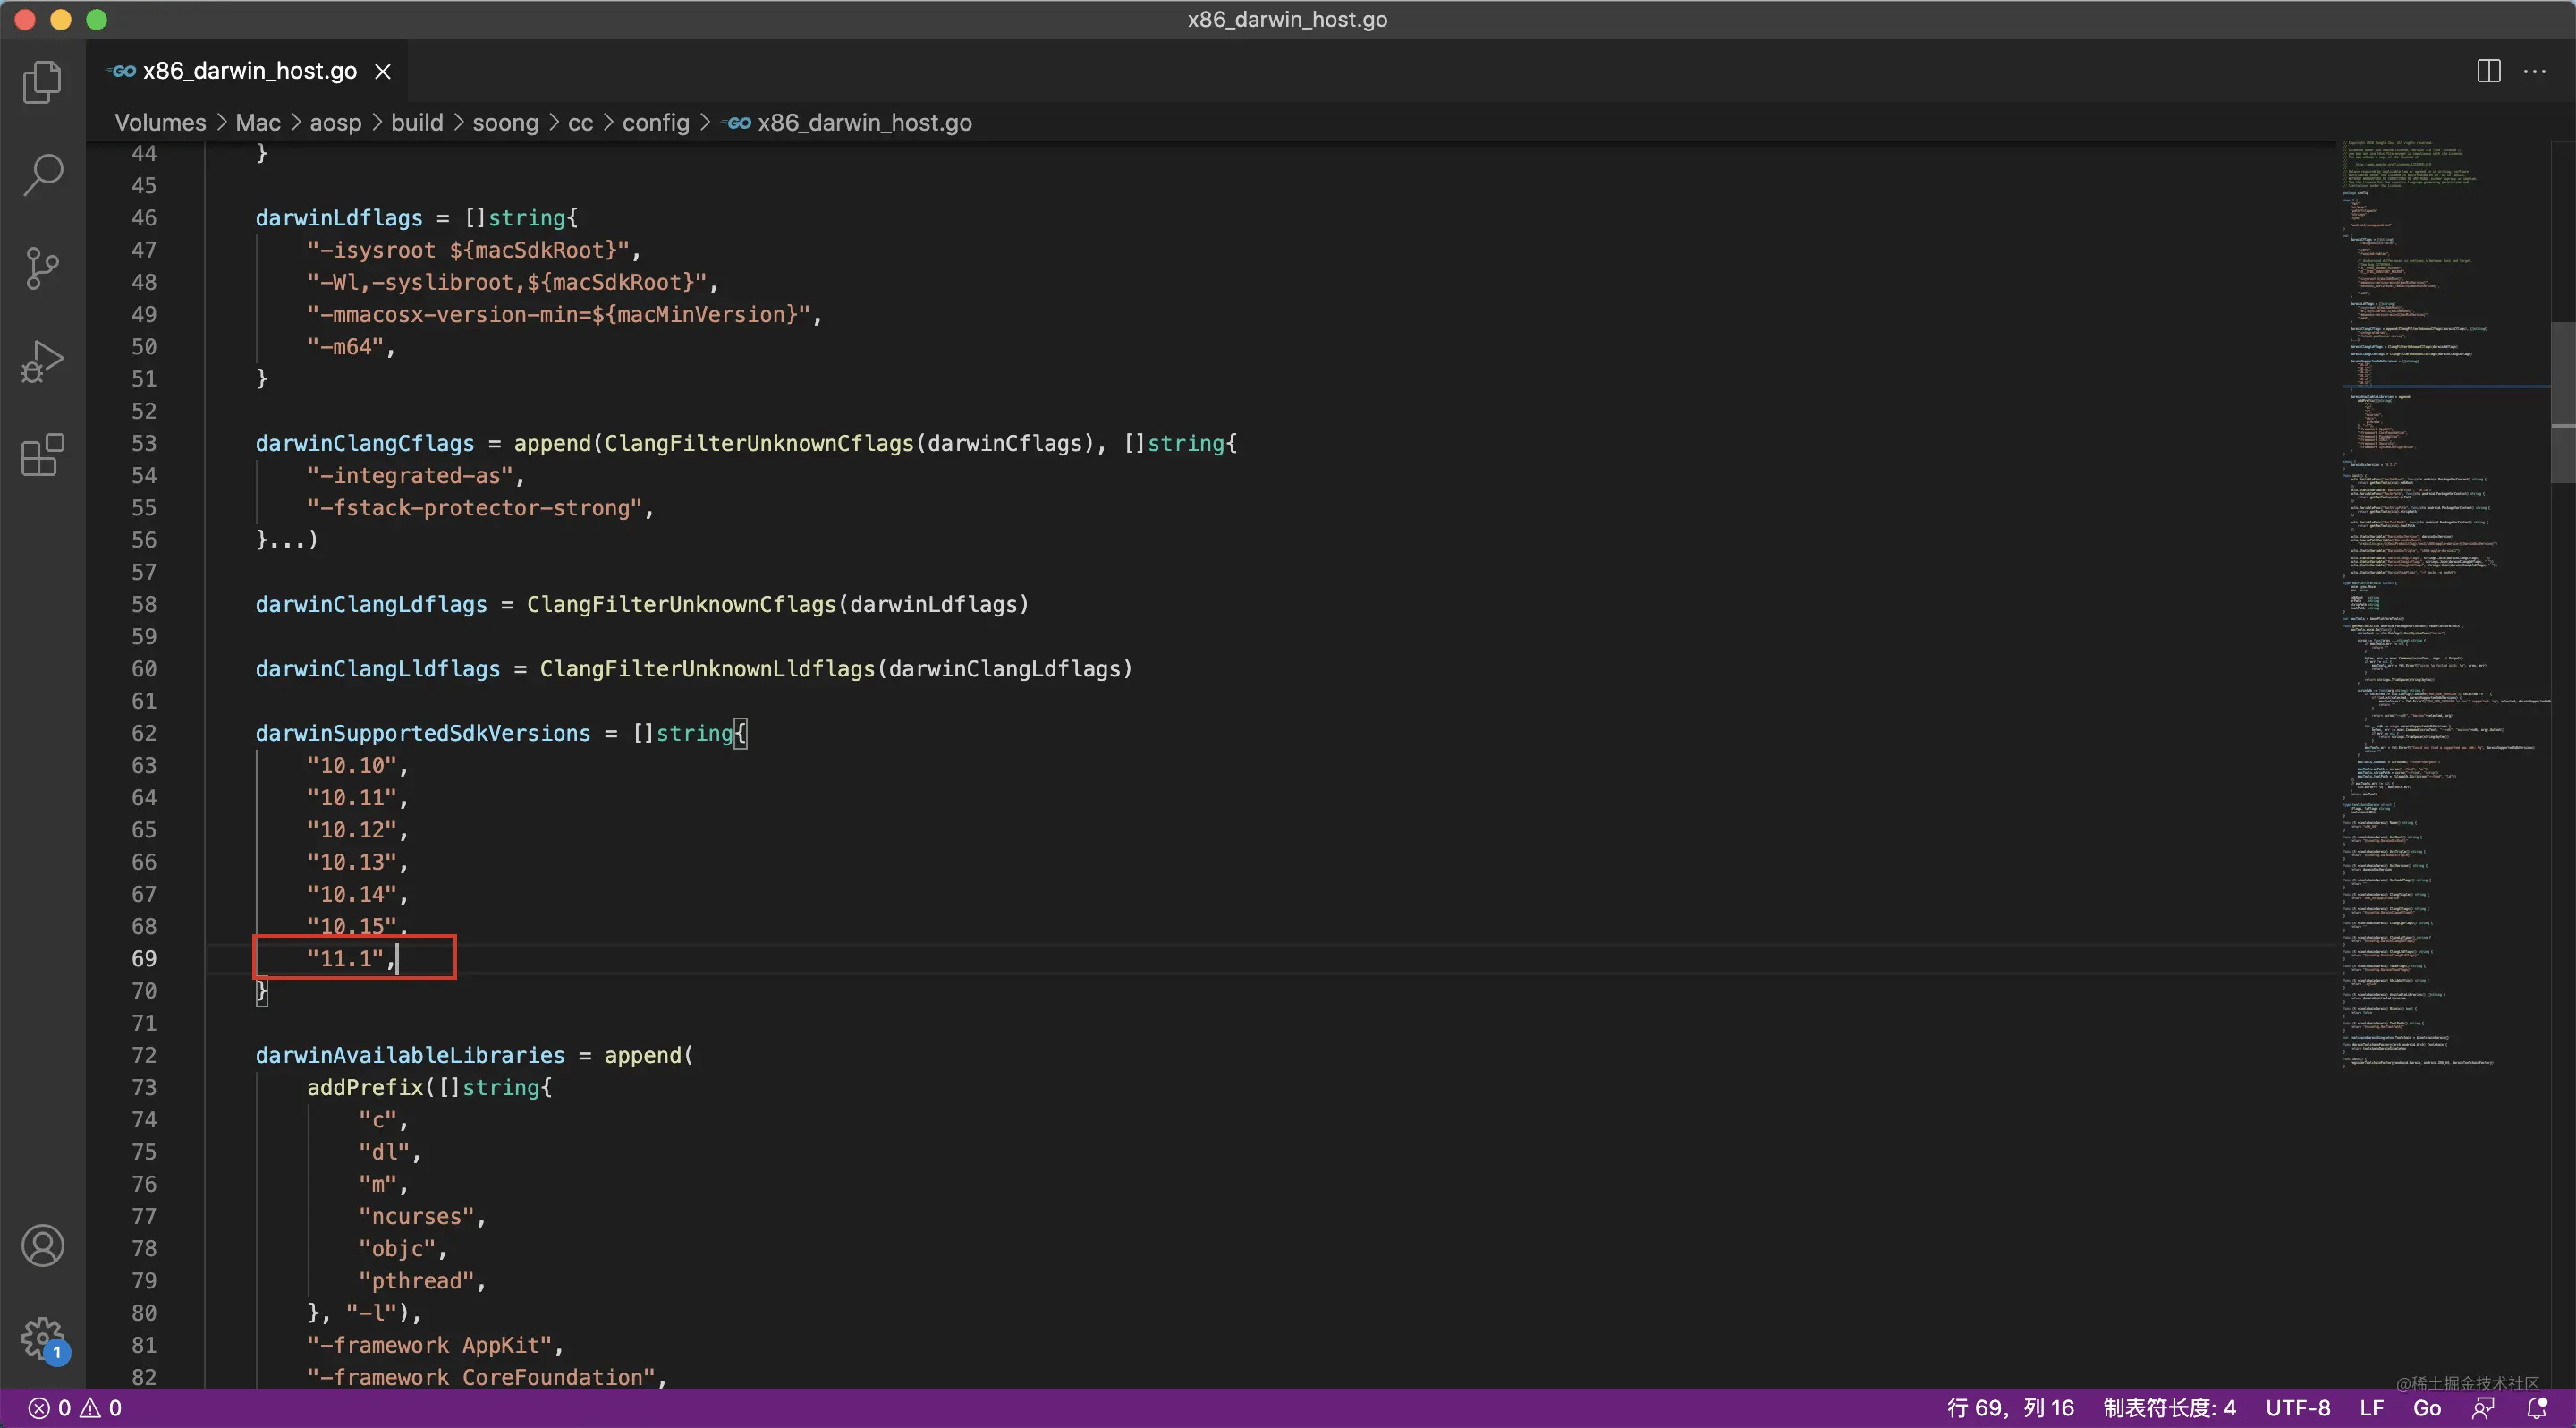 x86_darwin_host.go
GO x86_darwin_host.go
Volumes > Mac > aosp > build > soong > cc > config > GO x86_darwin_host.go
44 }
45
46 darwinLdflags = []string{
47 "-isysroot ${macSdkRoot}",
48 "-Wl,-syslibroot,${macSdkRoot}",
49 "-mmacosx-version-min=${macMinVersion}",
50 "-m64",
51 }
52
53 darwinClangCflags = append(ClangFilterUnknownCflags(darwinCflags), []string{
54 "-integrated-as",
55 "-fstack-protector-strong",
56 }...)
57
58 darwinClangLdflags = ClangFilterUnknownCflags(darwinLdflags)
59
60 darwinClangLldflags = ClangFilterUnknownLldflags(darwinClangLdflags)
61
62 darwinSupportedSdkVersions = []string{
63 "10.10",
64 "10.11",
65 "10.12",
66 "10.13",
67 "10.14",
68 "10.15",
69 "11.1",
70 }
71
72 darwinAvailableLibraries = append(
73 addPrefix([]string{
74 "c",
75 "dl",
76 "m",
77 "ncurses",
78 "objc",
79 "pthread",
80 }, "-l"),
81 "-framework AppKit",
82 "-framework CoreFoundation",
1
@稀土掘金技术社区
0 0 行 69，列 16 制表符长度: 4 UTF-8 LF Go